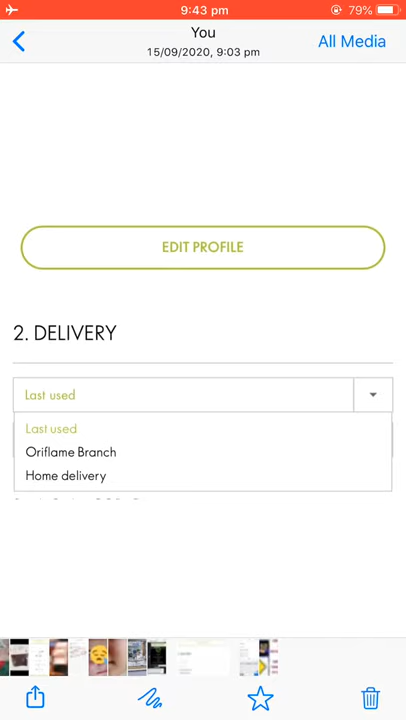 9:43 pm
79%
You
15/09/2020, 9:03 pm
All Media
EDIT PROFILE
2. DELIVERY
Last used
Last used
Oriflame Branch
Home delivery